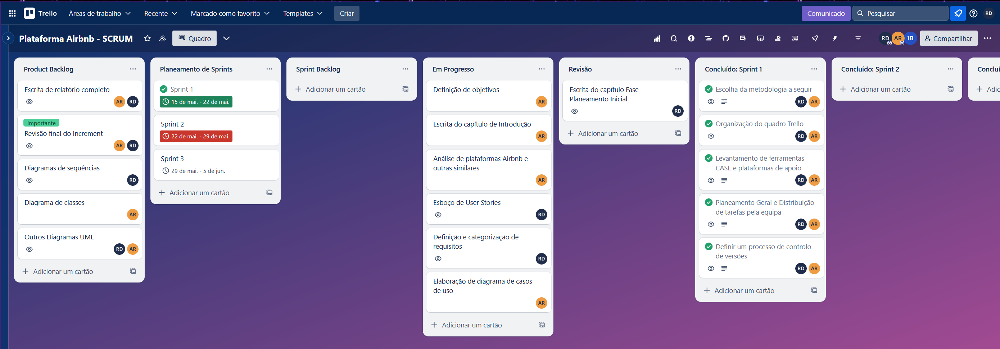 Trello
Áreas de trabalho
Recente
Marcado como favorito
Templates
Criar
Comunicado
Pesquisar
RD
Plataforma Airbnb - SCRUM
Quadro
RD
AR
IB
Compartilhar
Product Backlog
Escrita de relatório completo
AR
RD
Importante
Revisão final do Increment
AR
RD
Diagramas de sequências
RD
Diagrama de classes
AR
Outros Diagramas UML
RD
AR
Adicionar um cartão
Planeamento de Sprints
Sprint 1
15 de mai. - 22 de mai.
Sprint 2
22 de mai. - 29 de mai.
Sprint 3
29 de mai. - 5 de jun.
Adicionar um cartão
Sprint Backlog
Adicionar um cartão
Em Progresso
Definição de objetivos
AR
Escrita do capítulo de Introdução
AR
Análise de plataformas Airbnb e
outras similares
AR
Esboço de User Stories
RD
Definição e categorização de
requisitos
RD
Elaboração de diagrama de casos
de uso
AR
Adicionar um cartão
Revisão
Escrita do capítulo Fase
Planeamento Inicial
RD
Adicionar um cartão
Concluído: Sprint 1
Escolha da metodologia a seguir
RD
AR
Organização do quadro Trello
RD
AR
Levantamento de ferramentas
CASE e plataformas de apoio
RD
AR
Planeamento Geral e Distribuição
de tarefas pela equipa
RD
AR
Definir um processo de controlo
de versões
RD
AR
Adicionar um cartão
Concluído: Sprint 2
Adicionar um cartão
Concluí
Adic